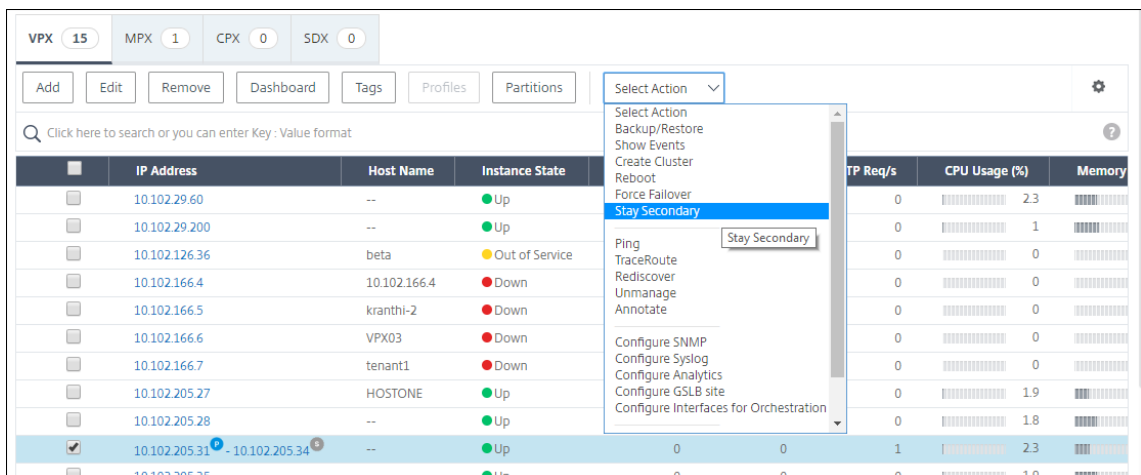 VPX 15 MPX 1 CPX 0 SDX 0
Add Edit Remove Dashboard Tags Profiles Partitions Select Action
Click here to search or you can enter Key : Value format
Select Action
Backup/Restore
Show Events
Create Cluster
Reboot
Force Failover
Stay Secondary
Stay Secondary
Ping
TraceRoute
Rediscover
Unmanage
Annotate
Configure SNMP
Configure Syslog
Configure Analytics
Configure GSLB site
Configure Interfaces for Orchestration
IP Address Host Name Instance State TP Req/s CPU Usage (%) Memory
10.102.29.60 -- Up 0 2.3
10.102.29.200 -- Up 0 1
10.102.126.36 beta Out of Service 0 0
10.102.166.4 10.102.166.4 Down 0 0
10.102.166.5 kranthi-2 Down 0 0
10.102.166.6 VPX03 Down 0 0
10.102.166.7 tenant1 Down 0 0
10.102.205.27 HOSTONE Up 0 1.9
10.102.205.28 -- Up 0 1.8
10.102.205.31 P - 10.102.205.34 S -- Up 0 0 1 2.3